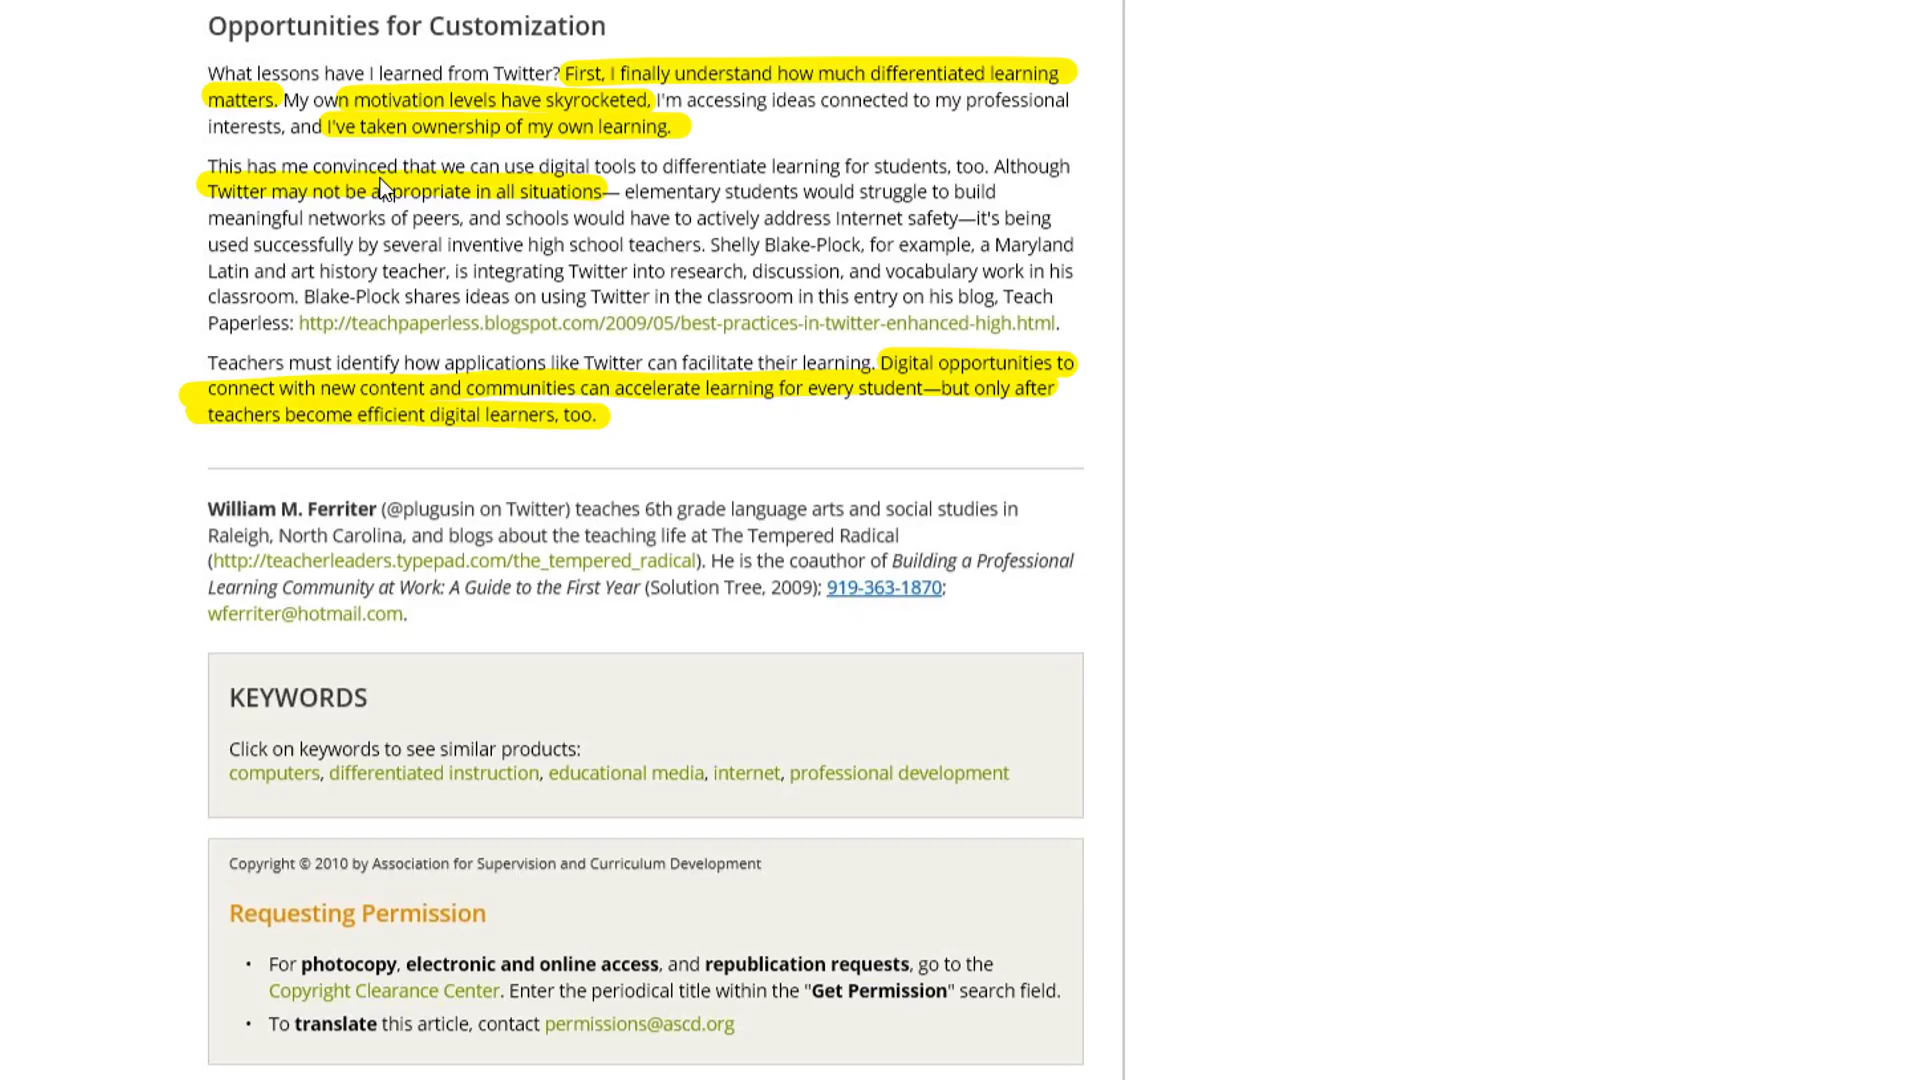 Opportunities for Customization
What lessons have I learned from Twitter? First, I finally understand how much differentiated learning
matters. My own motivation levels have skyrocketed, I'm accessing ideas connected to my professional
interests, and I've taken ownership of my own learning.
This has me convinced that we can use digital tools to differentiate learning for students, too. Although
Twitter may not be appropriate in all situations— elementary students would struggle to build
meaningful networks of peers, and schools would have to actively address Internet safety—it's being
used successfully by several inventive high school teachers. Shelly Blake-Plock, for example, a Maryland
Latin and art history teacher, is integrating Twitter into research, discussion, and vocabulary work in his
classroom. Blake-Plock shares ideas on using Twitter in the classroom in this entry on his blog, Teach
Paperless: http://teachpaperless.blogspot.com/2009/05/best-practices-in-twitter-enhanced-high.html.
Teachers must identify how applications like Twitter can facilitate their learning. Digital opportunities to
connect with new content and communities can accelerate learning for every student—but only after
teachers become efficient digital learners, too.
William M. Ferriter (@plugusin on Twitter) teaches 6th grade language arts and social studies in
Raleigh, North Carolina, and blogs about the teaching life at The Tempered Radical
(http://teacherleaders.typepad.com/the_tempered_radical). He is the coauthor of Building a Professional
Learning Community at Work: A Guide to the First Year (Solution Tree, 2009); 919-363-1870;
wferriter@hotmail.com.
KEYWORDS
Click on keywords to see similar products:
computers, differentiated instruction, educational media, internet, professional development
Copyright © 2010 by Association for Supervision and Curriculum Development
Requesting Permission
• For photocopy, electronic and online access, and republication requests, go to the
Copyright Clearance Center. Enter the periodical title within the "Get Permission" search field.
• To translate this article, contact permissions@ascd.org